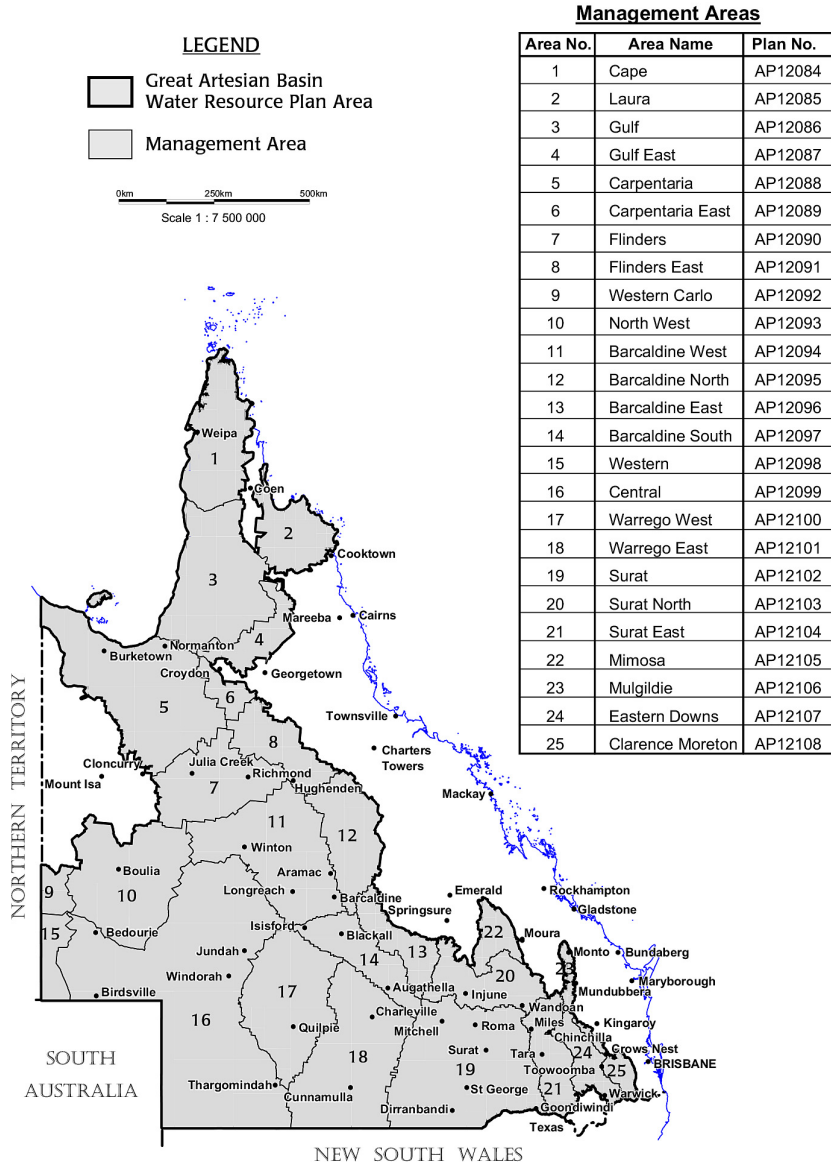 LEGEND
Great Artesian Basin
Water Resource Plan Area
Management Area
0km 250km 500km
Scale 1 : 7 500 000
Management Areas
Area No. Area Name Plan No.
1 Cape AP12084
2 Laura AP12085
3 Gulf AP12086
4 Gulf East AP12087
5 Carpentaria AP12088
6 Carpentaria East AP12089
7 Flinders AP12090
8 Flinders East AP12091
9 Western Carlo AP12092
10 North West AP12093
11 Barcaldine West AP12094
12 Barcaldine North AP12095
13 Barcaldine East AP12096
14 Barcaldine South AP12097
15 Western AP12098
16 Central AP12099
17 Warrego West AP12100
18 Warrego East AP12101
19 Surat AP12102
20 Surat North AP12103
21 Surat East AP12104
22 Mimosa AP12105
23 Mulgildie AP12106
24 Eastern Downs AP12107
25 Clarence Moreton AP12108
Weipa
1
Coen
2
Cooktown
3
Mareeba
Cairns
4
Normanton
Burketown
Croydon
Georgetown
6
5
Townsville
8
Charters
Towers
Cloncurry
Julia Creek
Richmond
Mount Isa
7
Hughenden
Mackay
11
12
Winton
Boulia
Aramac
9
10
Longreach
Barcaldine
Emerald
Rockhampton
Gladstone
Springsure
Isisford
Blackall
15
Bedourie
22
Moura
Jundah
13
14
Monto
Bundaberg
23
20
Windorah
Augathella
Injune
Mundubbera
Maryborough
Birdsville
17
Wandoan
16
Charleville
Quilpie
Mitchell
Roma
Miles
Kingaroy
Chinchilla
Surat
Tara
24
Crows Nest
Toowoomba
BRISBANE
18
19
25
Thargomindah
Cunnamulla
St George
21
Warwick
Dirranbandi
Goondiwindi
Texas
NORTHERN TERRITORY
SOUTH
AUSTRALIA
NEW SOUTH WALES